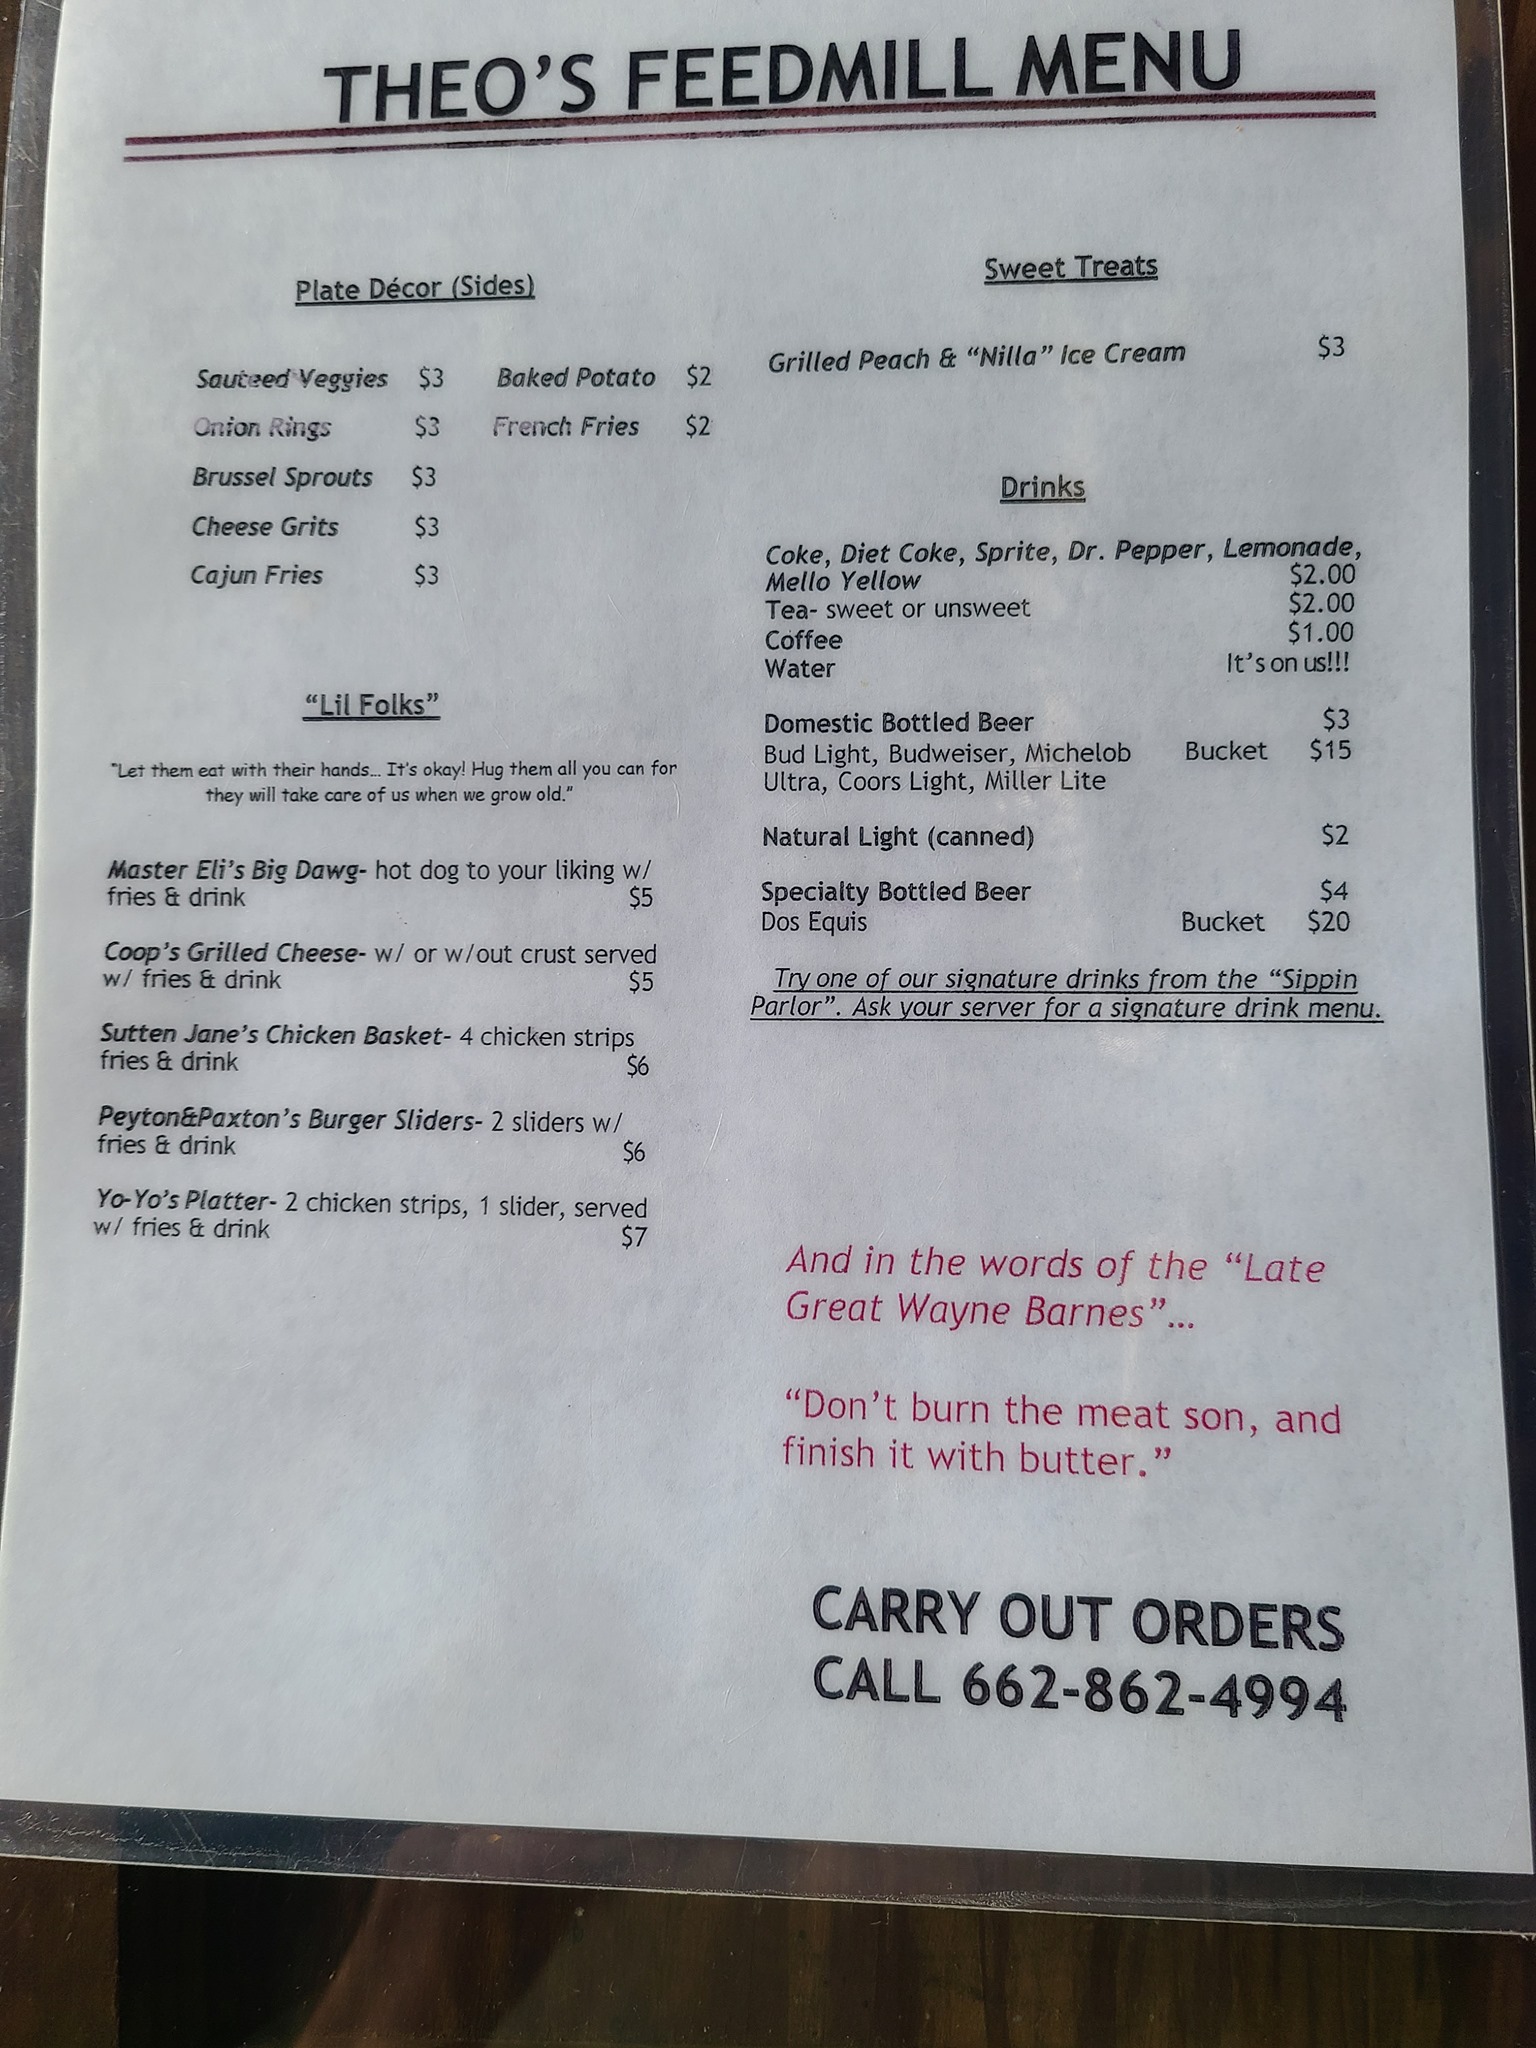 THEO'S FEEDMILL MENU
Plate Décor (Sides)
Sauteed Veggies $3 Baked Potato $2
Onion Rings $3 French Fries $2
Brussel Sprouts $3
Cheese Grits $3
Cajun Fries $3
"Lil Folks"
"Let them eat with their hands... It's okay! Hug them all you can for
they will take care of us when we grow old."
Master Eli's Big Dawg- hot dog to your liking w/
fries & drink $5
Coop's Grilled Cheese- w/ or w/out crust served
w/ fries & drink $5
Sutten Jane's Chicken Basket- 4 chicken strips
fries & drink $6
Peyton&Paxton's Burger Sliders- 2 sliders w/
fries & drink $6
Yo-Yo's Platter- 2 chicken strips, 1 slider, served
w/ fries & drink $7
Sweet Treats
Grilled Peach & "Nilla" Ice Cream $3
Drinks
Coke, Diet Coke, Sprite, Dr. Pepper, Lemonade,
Mello Yellow $2.00
Tea- sweet or unsweet $2.00
Coffee $1.00
Water It's on us!!!
Domestic Bottled Beer $3
Bud Light, Budweiser, Michelob Bucket $15
Ultra, Coors Light, Miller Lite
Natural Light (canned) $2
Specialty Bottled Beer $4
Dos Equis Bucket $20
Try one of our signature drinks from the "Sippin
Parlor". Ask your server for a signature drink menu.
And in the words of the "Late
Great Wayne Barnes"...
"Don't burn the meat son, and
finish it with butter."
CARRY OUT ORDERS
CALL 662-862-4994